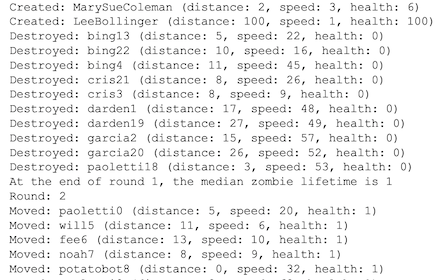 Created: MarySueColeman (distance: 2, speed: 3, health: 6)
Created: LeeBollinger (distance: 100, speed: 1, health: 100)
Destroyed: bing13 (distance: 5, speed: 22, health: 0)
Destroyed: bing22 (distance: 10, speed: 16, health: 0)
Destroyed: bing4 (distance: 11, speed: 45, health: 0)
Destroyed: cris21 (distance: 8, speed: 26, health: 0)
Destroyed: cris3 (distance: 8, speed: 9, health: 0)
Destroyed: darden1 (distance: 17, speed: 48, health: 0)
Destroyed: darden19 (distance: 27, speed: 49, health: 0)
Destroyed: garcia2 (distance: 15, speed: 57, health: 0)
Destroyed: garcia20 (distance: 26, speed: 52, health: 0)
Destroyed: paoletti18 (distance: 3, speed: 53, health: 0)
At the end of round 1, the median zombie lifetime is 1
Round: 2
Moved: paoletti0 (distance: 5, speed: 20, health: 1)
Moved: will5 (distance: 11, speed: 6, health: 1)
Moved: fee6 (distance: 13, speed: 10, health: 1)
Moved: noah7 (distance: 8, speed: 9, health: 1)
Moved: potatobot8 (distance: 0, speed: 32, health: 1)